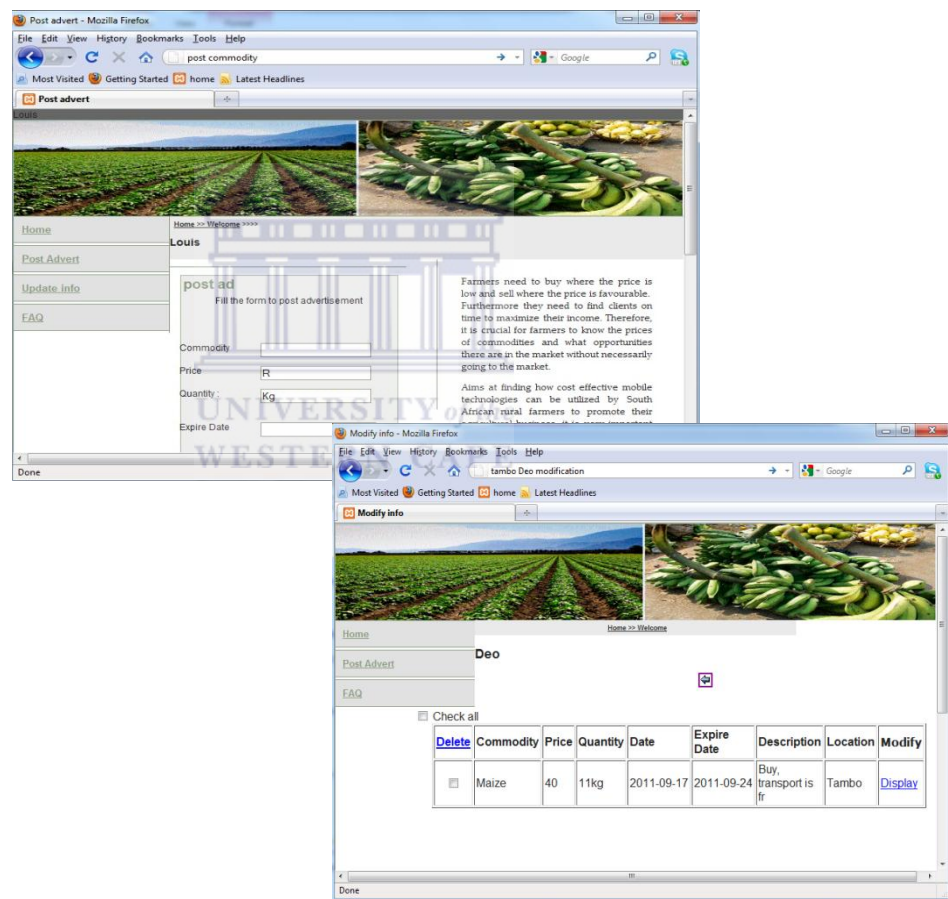 Post advert - Mozilla Firefox
File Edit View History Bookmarks Tools Help
post commodity
Google
Most Visited Getting Started home Latest Headlines
Post advert
Louis
Home
Post Advert
Update info
FAQ
Home >> Welcome >>>>
Louis
post ad
Fill the form to post advertisement
Commodity
Price R
Quantity : Kg
Expire Date
Farmers need to buy where the price is
low and sell where the price is favourable.
Furthermore they need to find clients on
time to maximize their income. Therefore,
it is crucial for farmers to know the prices
of commodities and what opportunities
there are in the market without necessarily
going to the market.
Aims at finding how cost effective mobile
technologies can be utilized by South
African rural farmers to promote their
Done
UNIVERSITY of the
WESTERN CAPE
Modify info - Mozilla Firefox
File Edit View History Bookmarks Tools Help
tambo Deo modification
Google
Most Visited Getting Started home Latest Headlines
Modify info
Home
Post Advert
FAQ
Home >> Welcome
Deo
Check all
Delete Commodity Price Quantity Date Expire Date Description Location Modify
Maize 40 11kg 2011-09-17 2011-09-24 Buy, transport is fr Tambo Display
Done